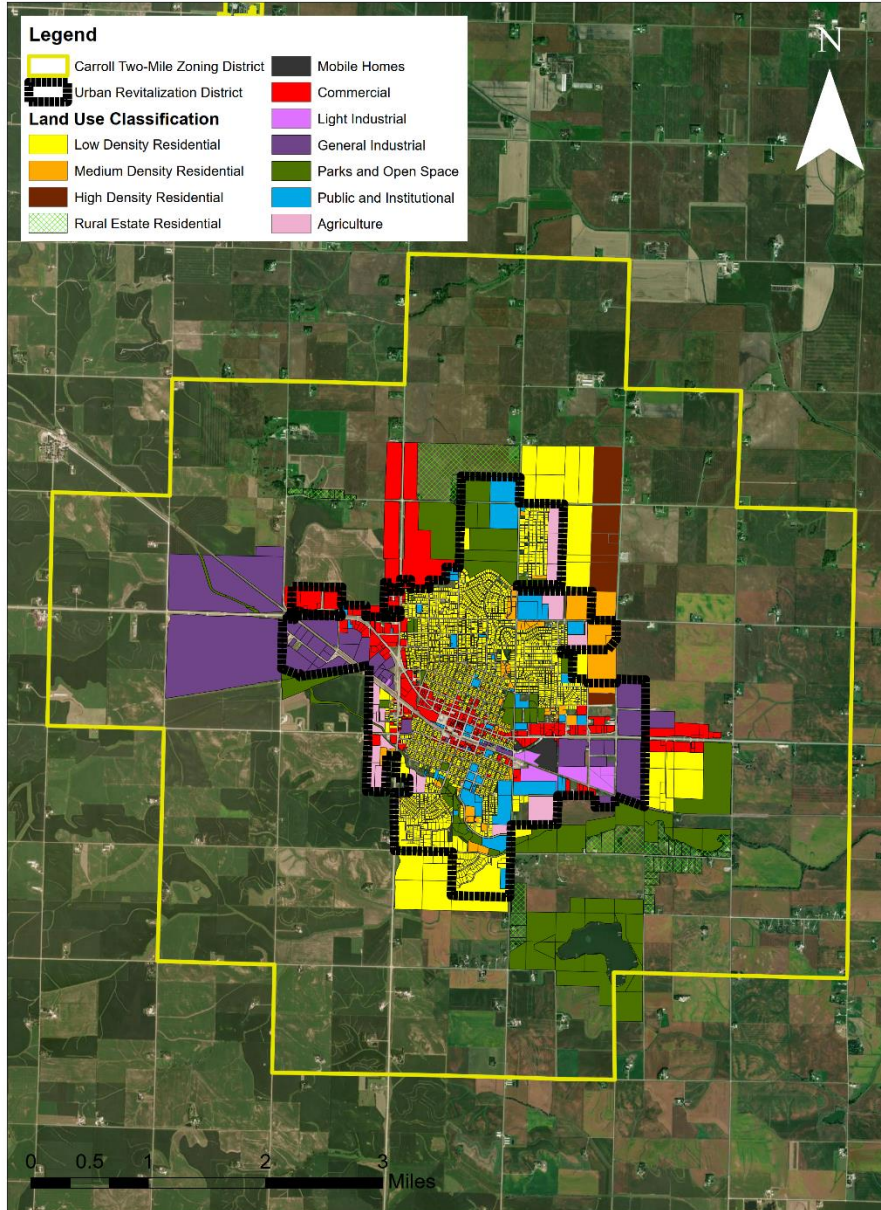 Legend
Carroll Two-Mile Zoning District
Urban Revitalization District
Land Use Classification
Low Density Residential
Medium Density Residential
High Density Residential
Rural Estate Residential
Mobile Homes
Commercial
Light Industrial
General Industrial
Parks and Open Space
Public and Institutional
Agriculture
N
0 0.5 1 2 3
Miles